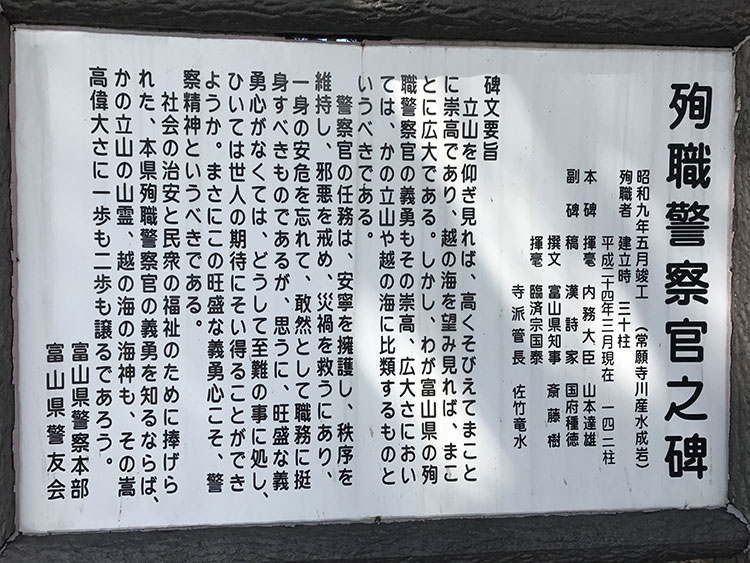 殉職警察官之碑
昭和九年五月竣工　（常願寺川産水成岩）
殉職者　建立時　三十柱
平成二十四年三月現在　一四二柱
本碑　揮毫　内務大臣　山本達雄
副碑　稿　漢詩家　国府種徳
撰文　富山県知事　斎藤樹
揮毫　臨済宗国泰
寺派管長　佐竹竜水
碑文要旨
立山を仰ぎ見れば、高くそびえてまこと
に崇高であり、越の海を望み見れば、まこ
とに広大である。しかし、わが富山県の殉
職警察官の義勇もその崇高、広大さにおい
ては、かの立山や越の海に比類するものと
いうべきである。
警察官の任務は、安寧を擁護し、秩序を
維持し、邪悪を戒め、災禍を救うにあり、
一身の安危を忘れて、敢然として職務に挺
身すべきものであるが、思うに、旺盛な義
勇心がなくては、どうして至難の事に処し、
ひいては世人の期待にそい得ることができ
ようか。まさにこの旺盛な義勇心こそ、警
察精神というべきである。
社会の治安と民衆の福祉のために捧げら
れた、本県殉職警察官の義勇を知るならば、
かの立山の山霊、越の海の海神も、その嵩
高偉大さに一歩も二歩も譲るであろう。
富山県警察本部
富山県警友会